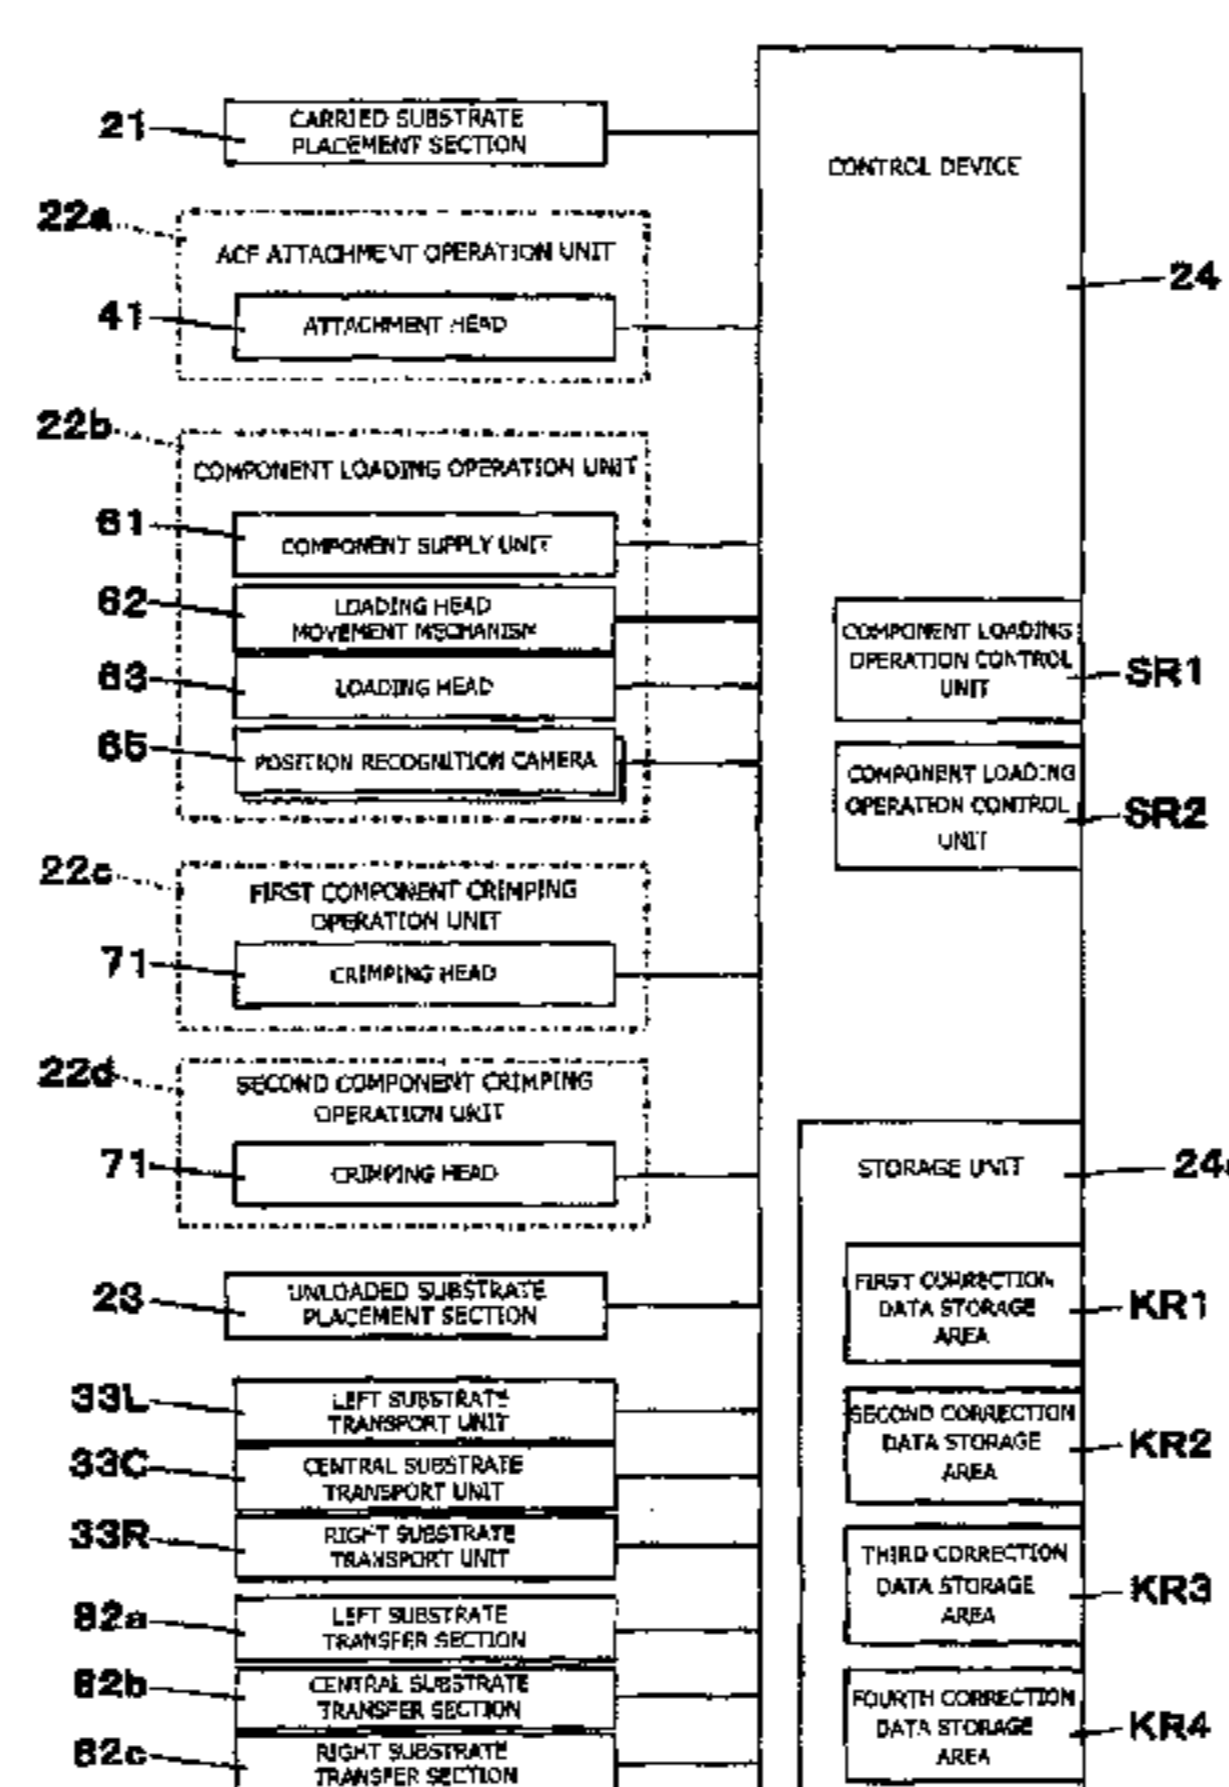 21
CARRIED SUBSTRATE
PLACEMENT SECTION
CONTROL DEVICE
24
22a
ACF ATTACHMENT OPERATION UNIT
41
ATTACHMENT HEAD
22b
COMPONENT LOADING OPERATION UNIT
61
COMPONENT SUPPLY UNIT
62
LOADING HEAD
MOVEMENT MECHANISM
63
LOADING HEAD
65
POSITION RECOGNITION CAMERA
COMPONENT LOADING
OPERATION CONTROL
UNIT
SR1
COMPONENT LOADING
OPERATION CONTROL
UNIT
SR2
22c
FIRST COMPONENT CRIMPING
OPERATION UNIT
71
CRIMPING HEAD
22d
SECOND COMPONENT CRIMPING
OPERATION UNIT
71
CRIMPING HEAD
STORAGE UNIT
24a
23
UNLOADED SUBSTRATE
PLACEMENT SECTION
FIRST CORRECTION
DATA STORAGE
AREA
KR1
33L
LEFT SUBSTRATE
TRANSPORT UNIT
33C
CENTRAL SUBSTRATE
TRANSPORT UNIT
SECOND CORRECTION
DATA STORAGE
AREA
KR2
33R
RIGHT SUBSTRATE
TRANSPORT UNIT
THIRD CORRECTION
DATA STORAGE
AREA
KR3
82a
LEFT SUBSTRATE
TRANSFER SECTION
82b
CENTRAL SUBSTRATE
TRANSFER SECTION
FOURTH CORRECTION
DATA STORAGE
AREA
KR4
82c
RIGHT SUBSTRATE
TRANSFER SECTION